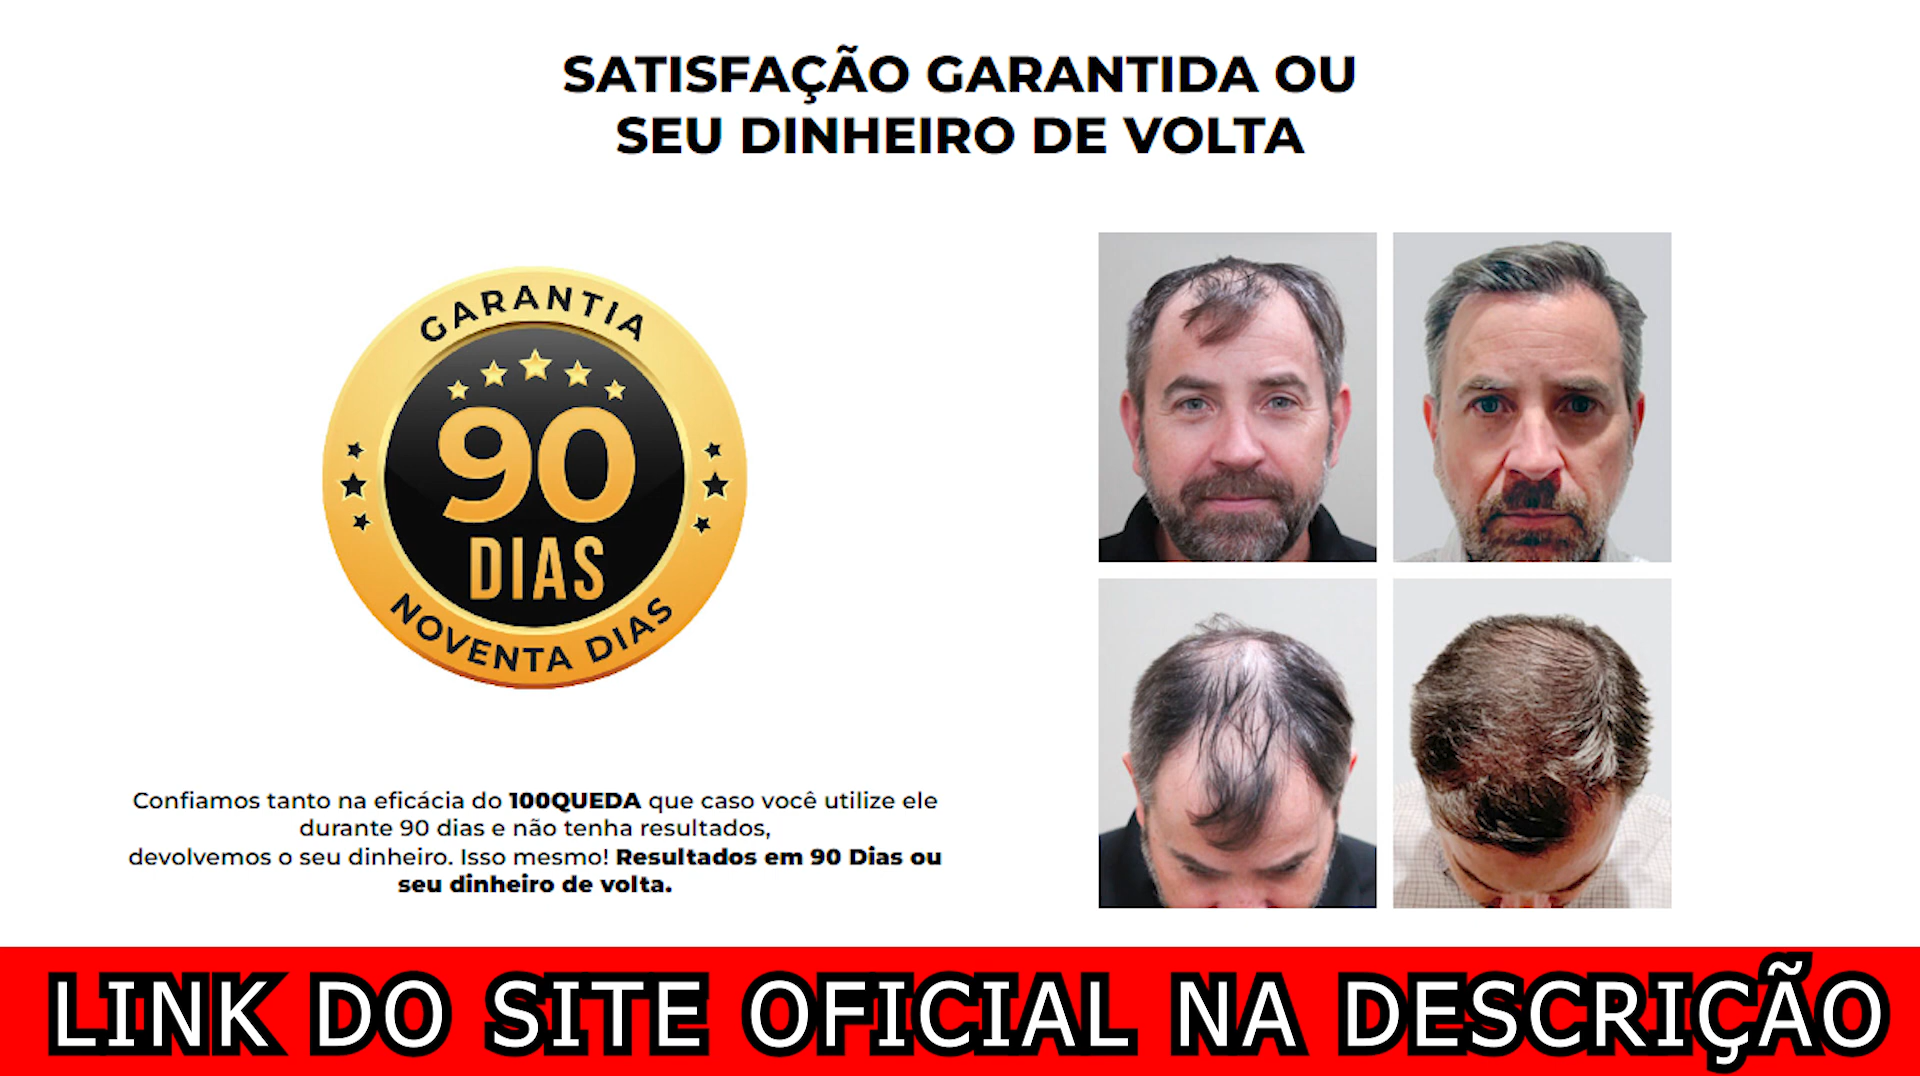 SATISFAÇÃO GARANTIDA OU
SEU DINHEIRO DE VOLTA
GARANTIA
90
DIAS
NOVENTA DIAS
Confiamos tanto na eficácia do 100QUEDA que caso você utilize ele
durante 90 dias e não tenha resultados,
devolvemos o seu dinheiro. Isso mesmo! Resultados em 90 Dias ou
seu dinheiro de volta.
LINK DO SITE OFICIAL NA DESCRIÇÃO